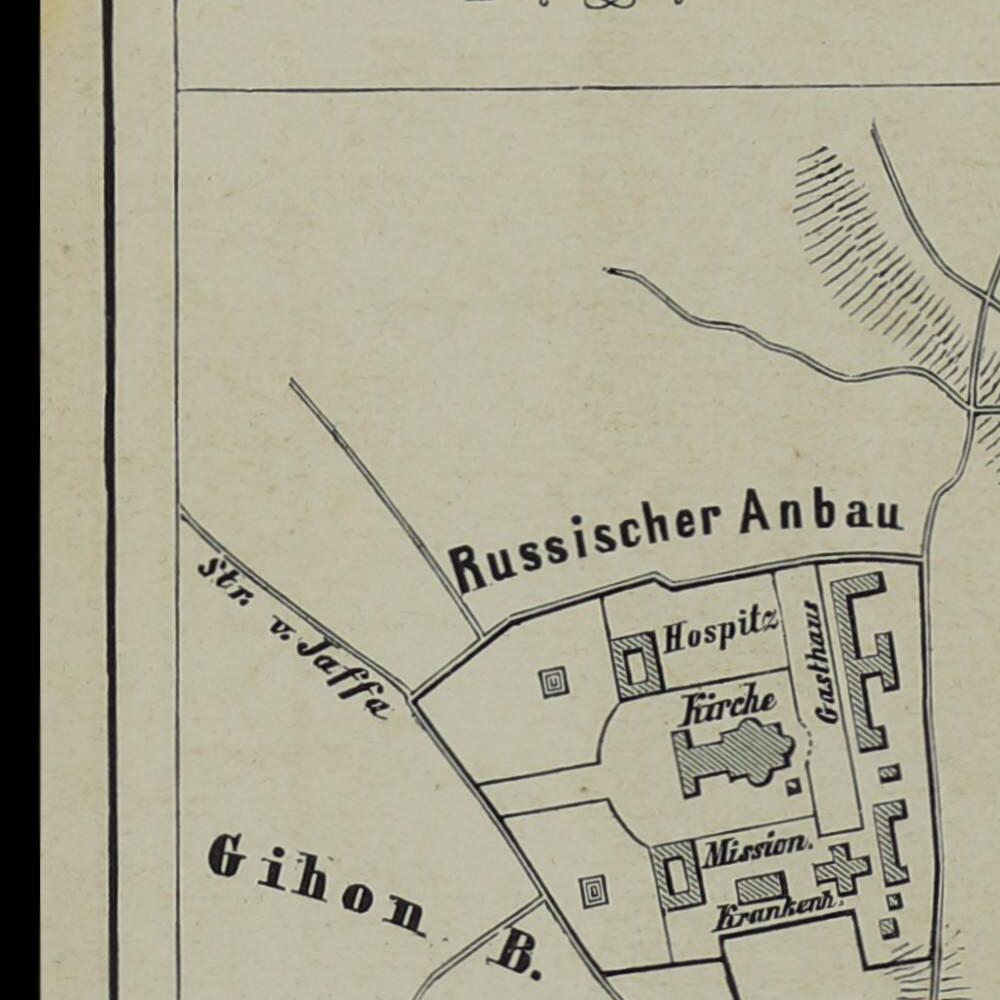 Russischer Anbau
Str. v. Jaffa
Hospitz
Gasthaus
Kirche
Mission.
Krankenh.
Gihon B.